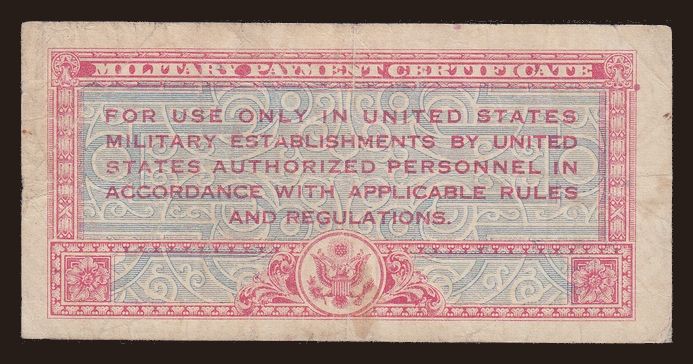 MILITARY PAYMENT CERTIFICATE
FOR USE ONLY IN UNITED STATES
MILITARY ESTABLISHMENTS BY UNITED
STATES AUTHORIZED PERSONNEL IN
ACCORDANCE WITH APPLICABLE RULES
AND REGULATIONS.